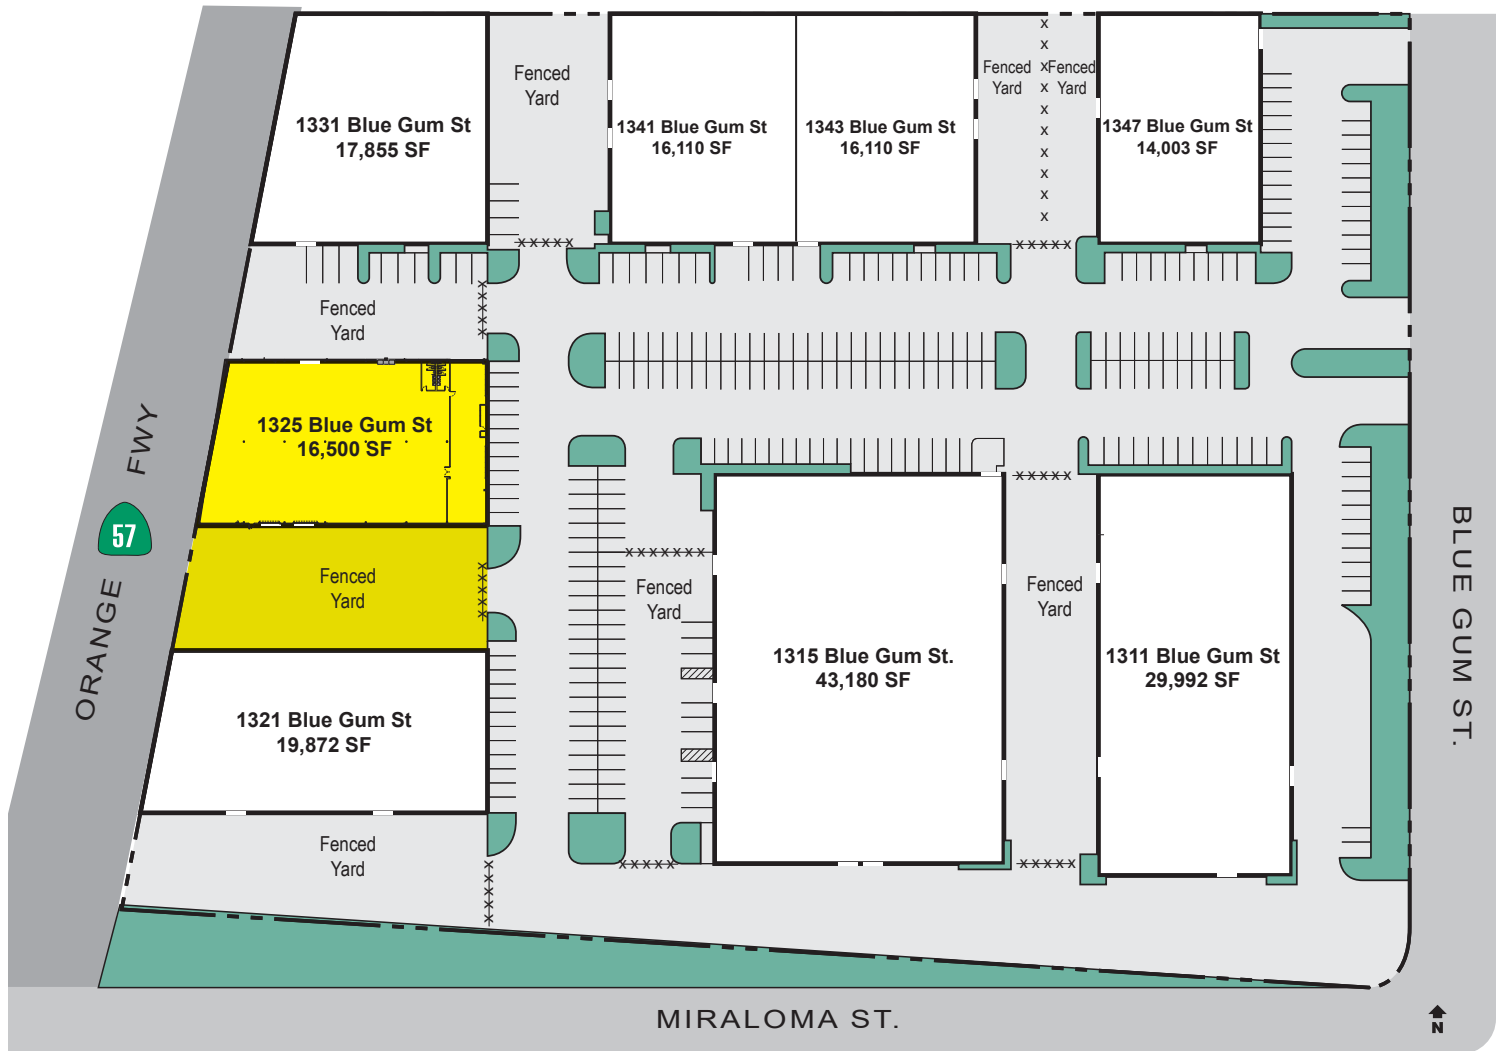 Fenced
Yard
Fenced
Yard
Fenced
Yard
1331 Blue Gum St
17,855 SF
1341 Blue Gum St
16,110 SF
1343 Blue Gum St
16,110 SF
1347 Blue Gum St
14,003 SF
Fenced
Yard
1325 Blue Gum St
16,500 SF
ORANGE FWY
57
Fenced
Yard
Fenced
Yard
Fenced
Yard
1315 Blue Gum St.
43,180 SF
1311 Blue Gum St
29,992 SF
BLUE GUM ST.
1321 Blue Gum St
19,872 SF
Fenced
Yard
MIRALOMA ST.
N